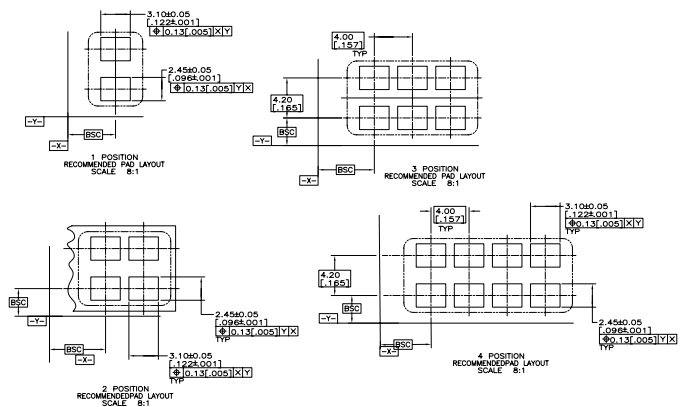 3.10±0.05
[.122±.001]
⌖ 0.13[.005] X Y
2.45±0.05
[.096±.001]
⌖ 0.13[.005] Y X
-Y-
BSC
-X-
1 POSITION
RECOMMENDED PAD LAYOUT
SCALE 8:1
4.00
[.157]
TYP
4.20
[.165]
BSC
-Y-
BSC
-X-
3 POSITION
RECOMMENDED PAD LAYOUT
SCALE 8:1
BSC
-Y-
BSC
-X-
2.45±0.05
[.096±.001]
⌖ 0.13[.005] Y X
TYP
3.10±0.05
[.122±.001]
⌖ 0.13[.005] X Y
TYP
2 POSITION
RECOMMENDEDPAD LAYOUT
SCALE 8:1
4.00
[.157]
TYP
3.10±0.05
[.122±.001]
⌖ 0.13[.005] X Y
TYP
4.20
[.165]
BSC
-Y-
BSC
-X-
2.45±0.05
[.096±.001]
⌖ 0.13[.005] Y X
TYP
4 POSITION
RECOMMENDEDPAD LAYOUT
SCALE 8:1